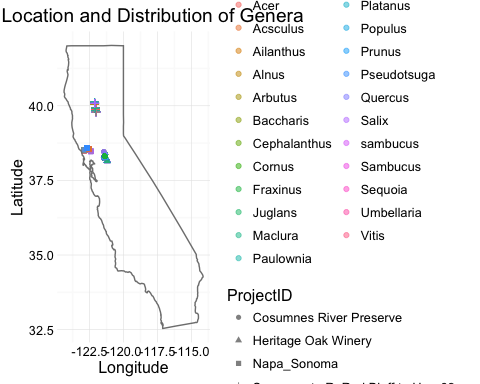 Location and Distribution of Genera
Acer
Acsculus
Ailanthus
Alnus
Arbutus
Baccharis
Cephalanthus
Cornus
Fraxinus
Juglans
Maclura
Paulownia
Platanus
Populus
Prunus
Pseudotsuga
Quercus
Salix
sambucus
Sambucus
Sequoia
Umbellaria
Vitis
ProjectID
Cosumnes River Preserve
Heritage Oak Winery
Napa_Sonoma
Latitude
40.0
37.5
35.0
32.5
-122.5
-120.0
-117.5
-115.0
Longitude